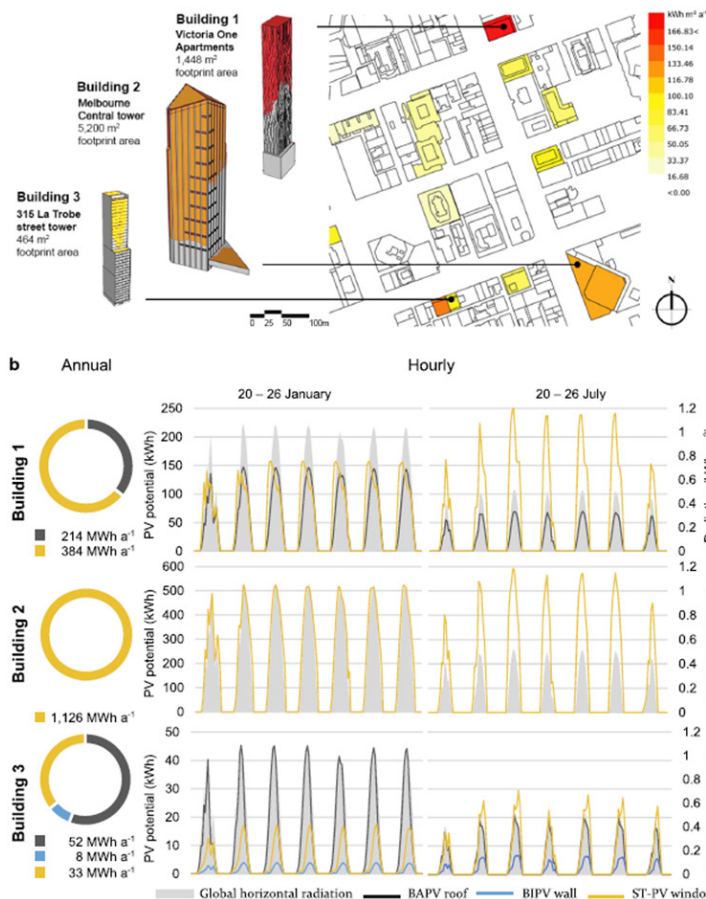 Building 1
Victoria One
Apartments
1,448 m²
footprint area
Building 2
Melbourne
Central tower
5,200 m²
footprint area
Building 3
315 La Trobe
street tower
464 m²
footprint area
0 25 50 100m
N
kWh m² a⁻¹
166.83<
150.14
133.46
116.78
100.10
83.41
66.73
50.05
33.37
16.68
<0.00
b Annual Hourly
20 – 26 January 20 – 26 July
Building 1
214 MWh a⁻¹
384 MWh a⁻¹
PV potential (kWh)
250
200
150
100
50
0
1.2
1
0.8
0.6
0.4
0.2
0
Building 2
1,126 MWh a⁻¹
PV potential (kWh)
600
500
400
300
200
100
0
1.2
1
0.8
0.6
0.4
0.2
0
Building 3
52 MWh a⁻¹
8 MWh a⁻¹
33 MWh a⁻¹
PV potential (kWh)
50
40
30
20
10
0
1.2
1
0.8
0.6
0.4
0.2
0
Global horizontal radiation BAPV roof BIPV wall ST-PV window